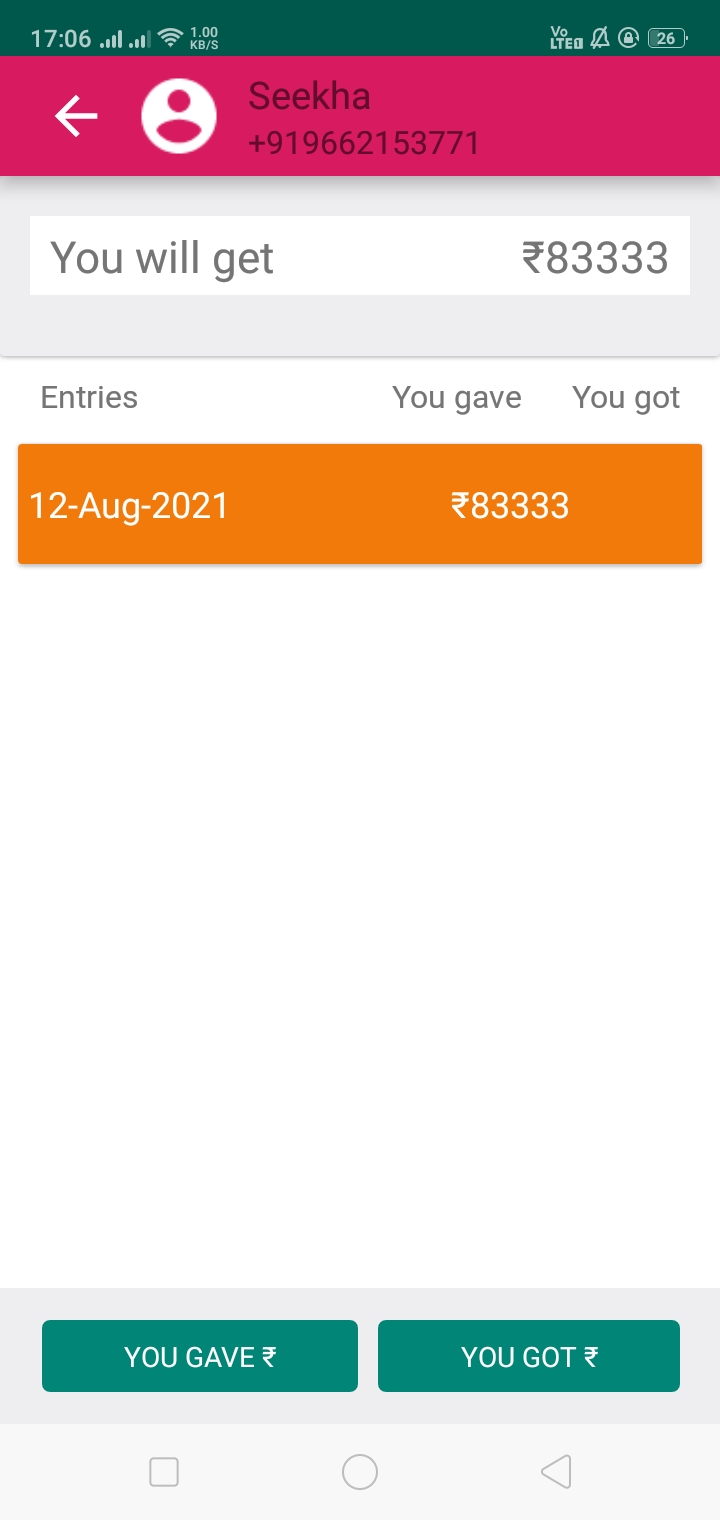 17:06 1.00 KB/S Vo LTE 1 26
Seekha
+919662153771
You will get ₹83333
Entries You gave You got
12-Aug-2021 ₹83333
YOU GAVE ₹ YOU GOT ₹